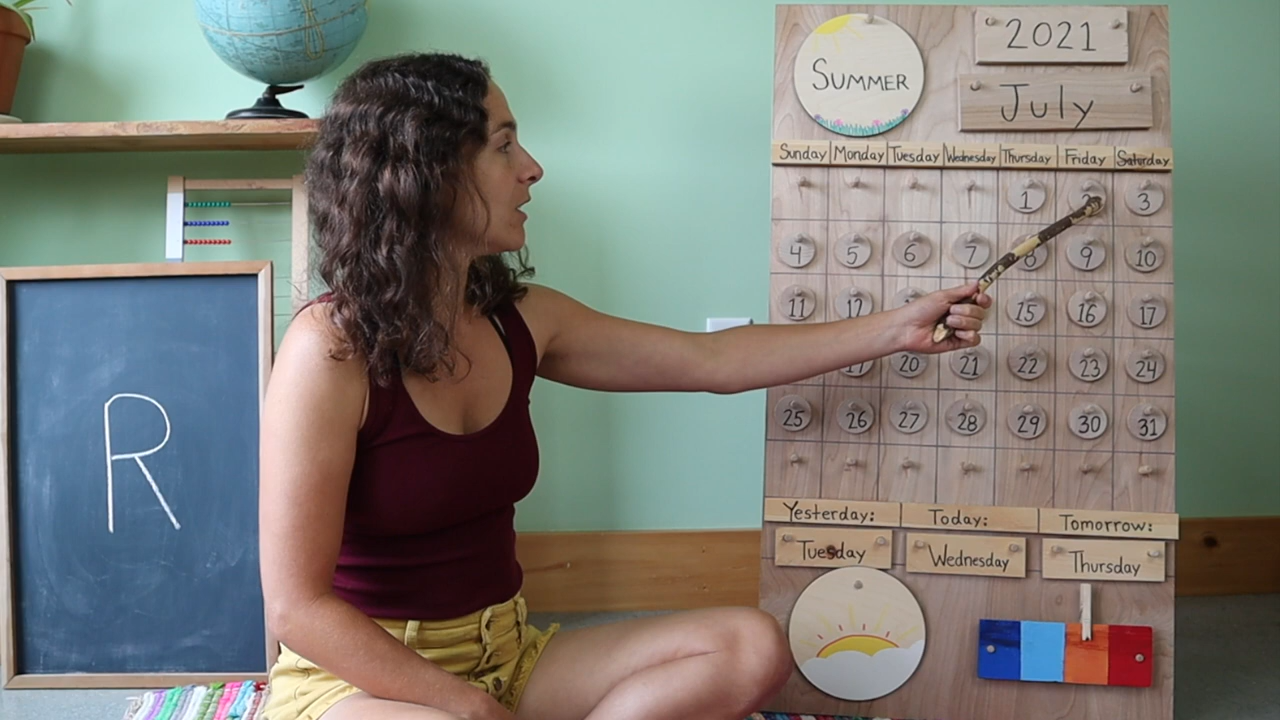 SUMMER
2021
July
Sunday Monday Tuesday Wednesday Thursday Friday Saturday
1 2 3
4 5 6 7 8 9 10
11 12 15 16 17
20 21 22 23 24
25 26 27 28 29 30 31
Yesterday: Today: Tomorrow:
Tuesday Wednesday Thursday
R